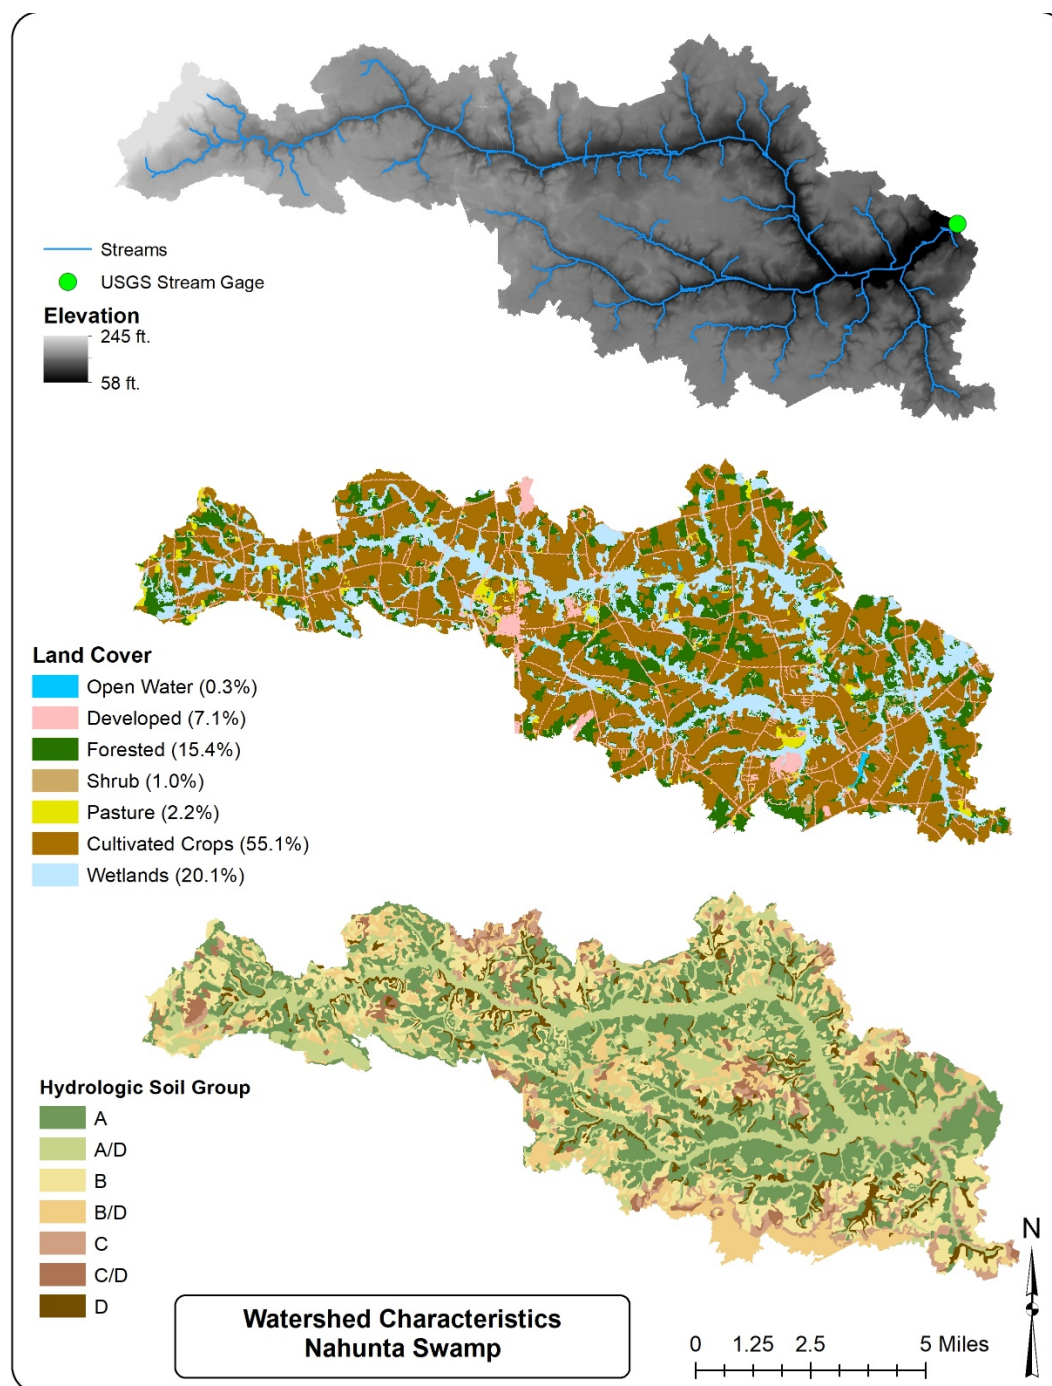 Streams
USGS Stream Gage
Elevation
245 ft.
58 ft.
Land Cover
Open Water (0.3%)
Developed (7.1%)
Forested (15.4%)
Shrub (1.0%)
Pasture (2.2%)
Cultivated Crops (55.1%)
Wetlands (20.1%)
Hydrologic Soil Group
A
A/D
B
B/D
C
C/D
D
Watershed Characteristics
Nahunta Swamp
N
0 1.25 2.5 5 Miles